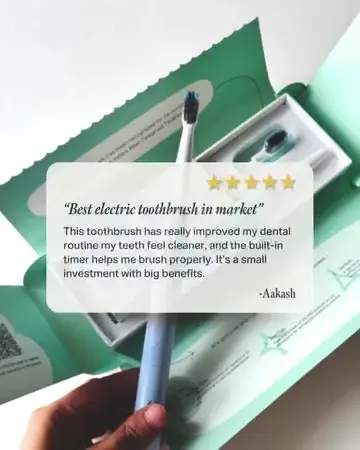 “Best electric toothbrush in market”
This toothbrush has really improved my dental
routine my teeth feel cleaner, and the built-in
timer helps me brush properly. It's a small
investment with big benefits.
-Aakash